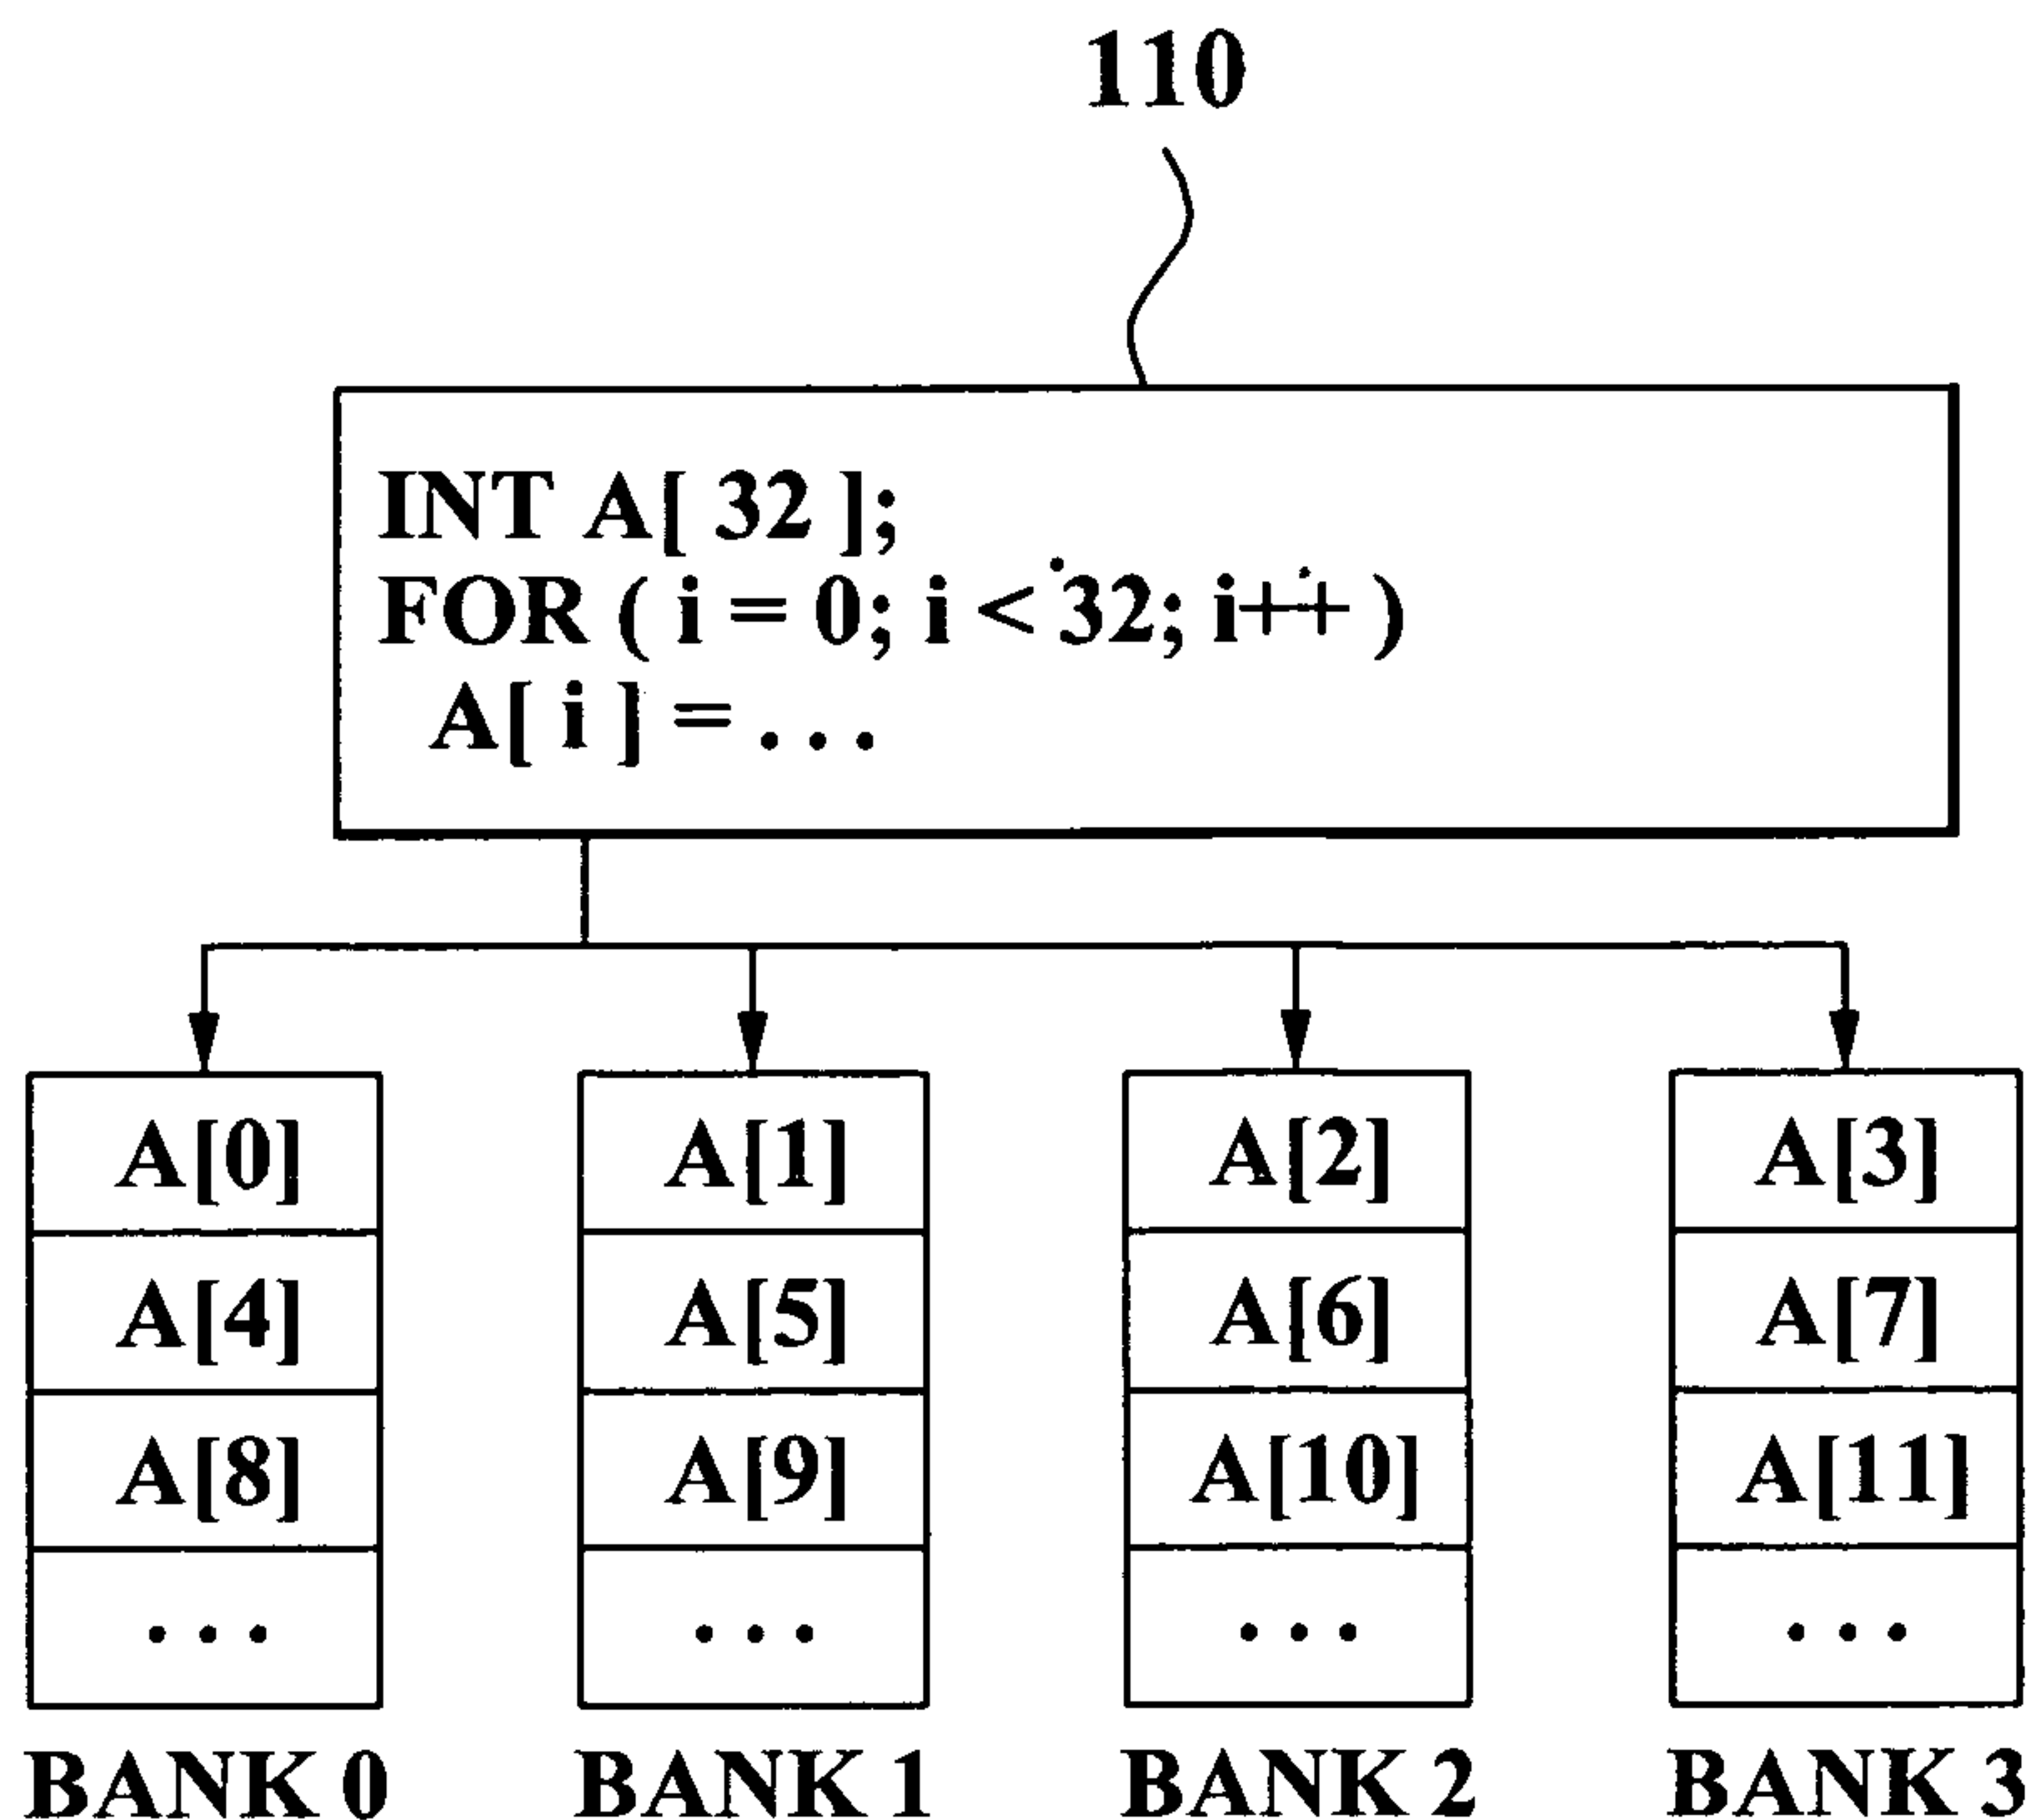 110
INT A[ 32 ];
FOR ( i = 0; i < 32; i++ )
A[ i ] = ...
A[0] A[1] A[2] A[3]
A[4] A[5] A[6] A[7]
A[8] A[9] A[10] A[11]
... ... ... ...
BANK 0 BANK 1 BANK 2 BANK 3